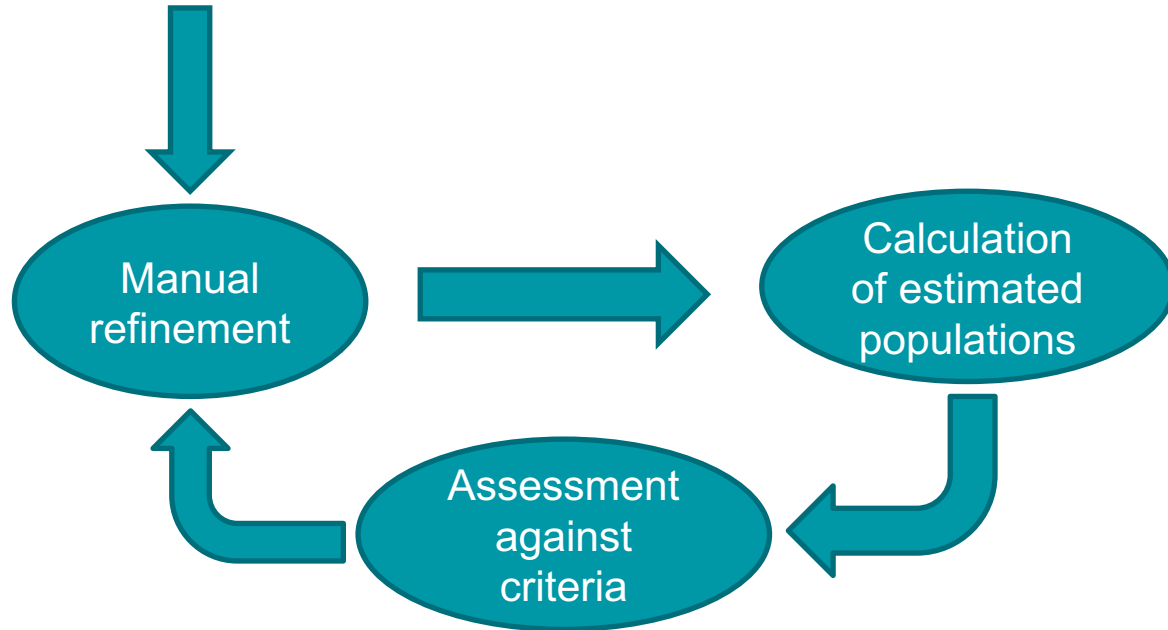 Manual
refinement
Calculation
of estimated
populations
Assessment
against
criteria